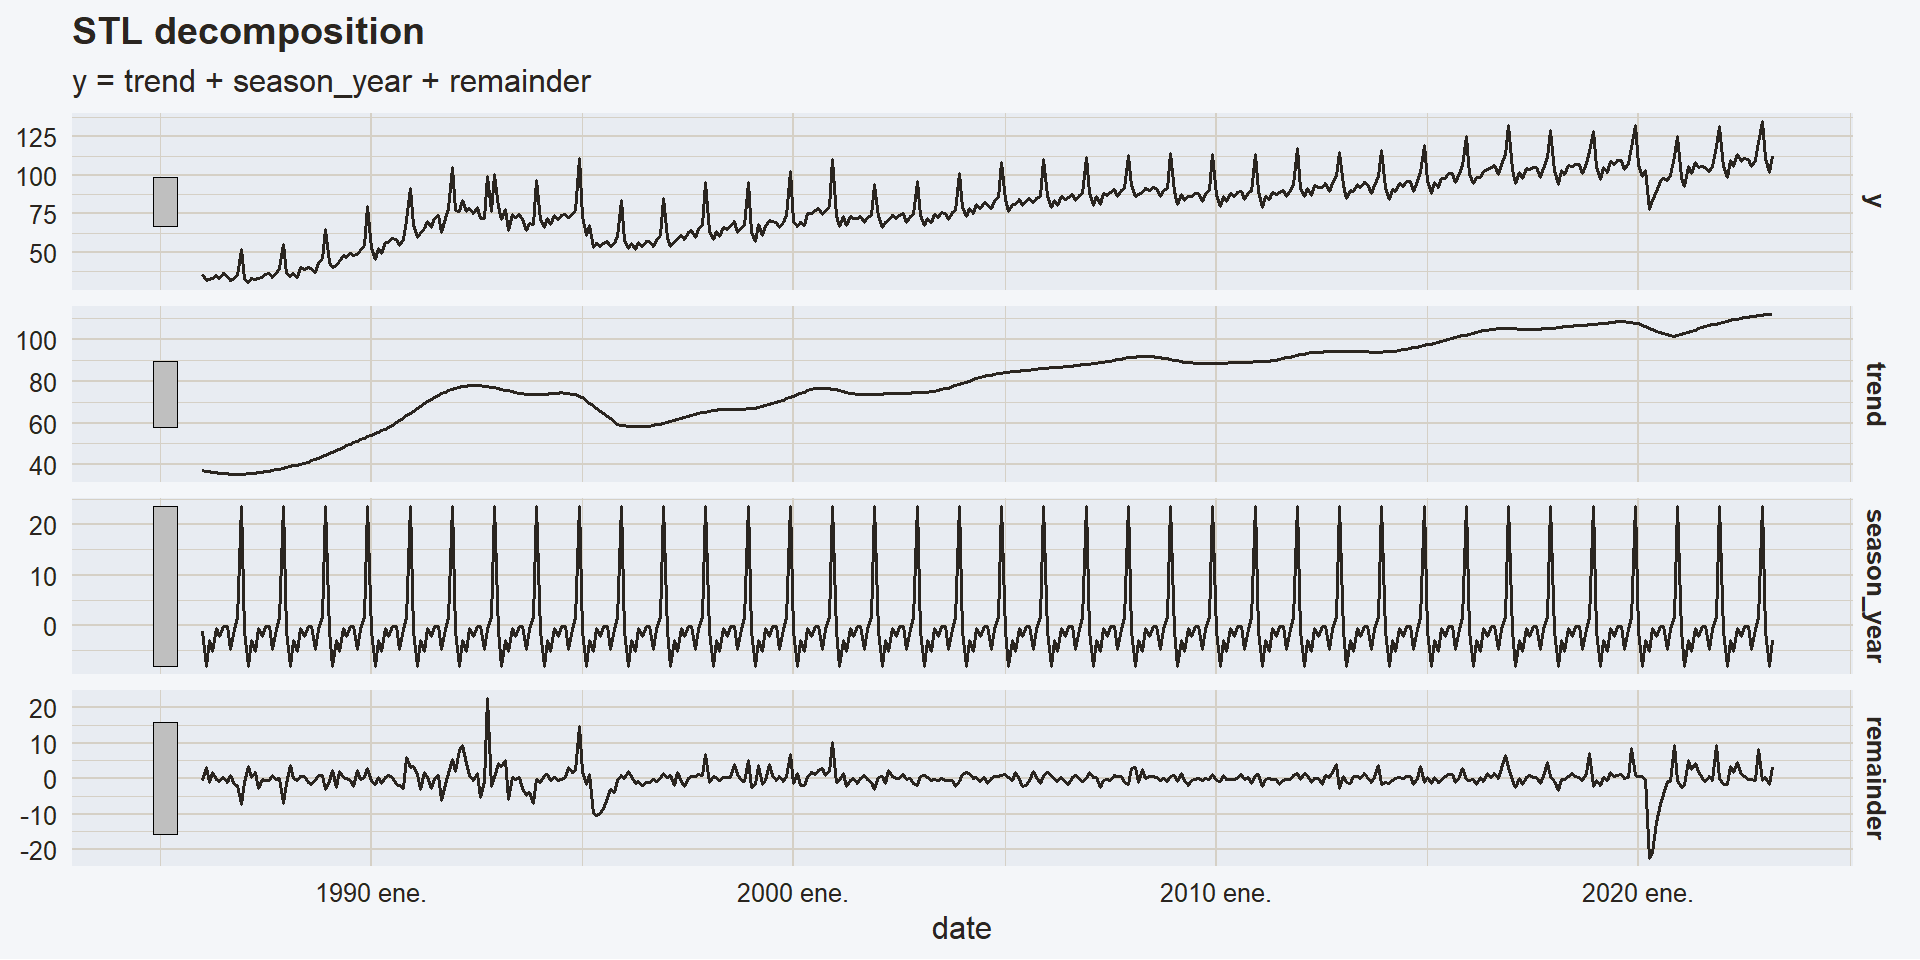 STL decomposition
y = trend + season_year + remainder
125
100
75
50
y
100
80
60
40
trend
20
10
0
season_year
20
10
0
-10
-20
remainder
1990 ene.
2000 ene.
2010 ene.
2020 ene.
date